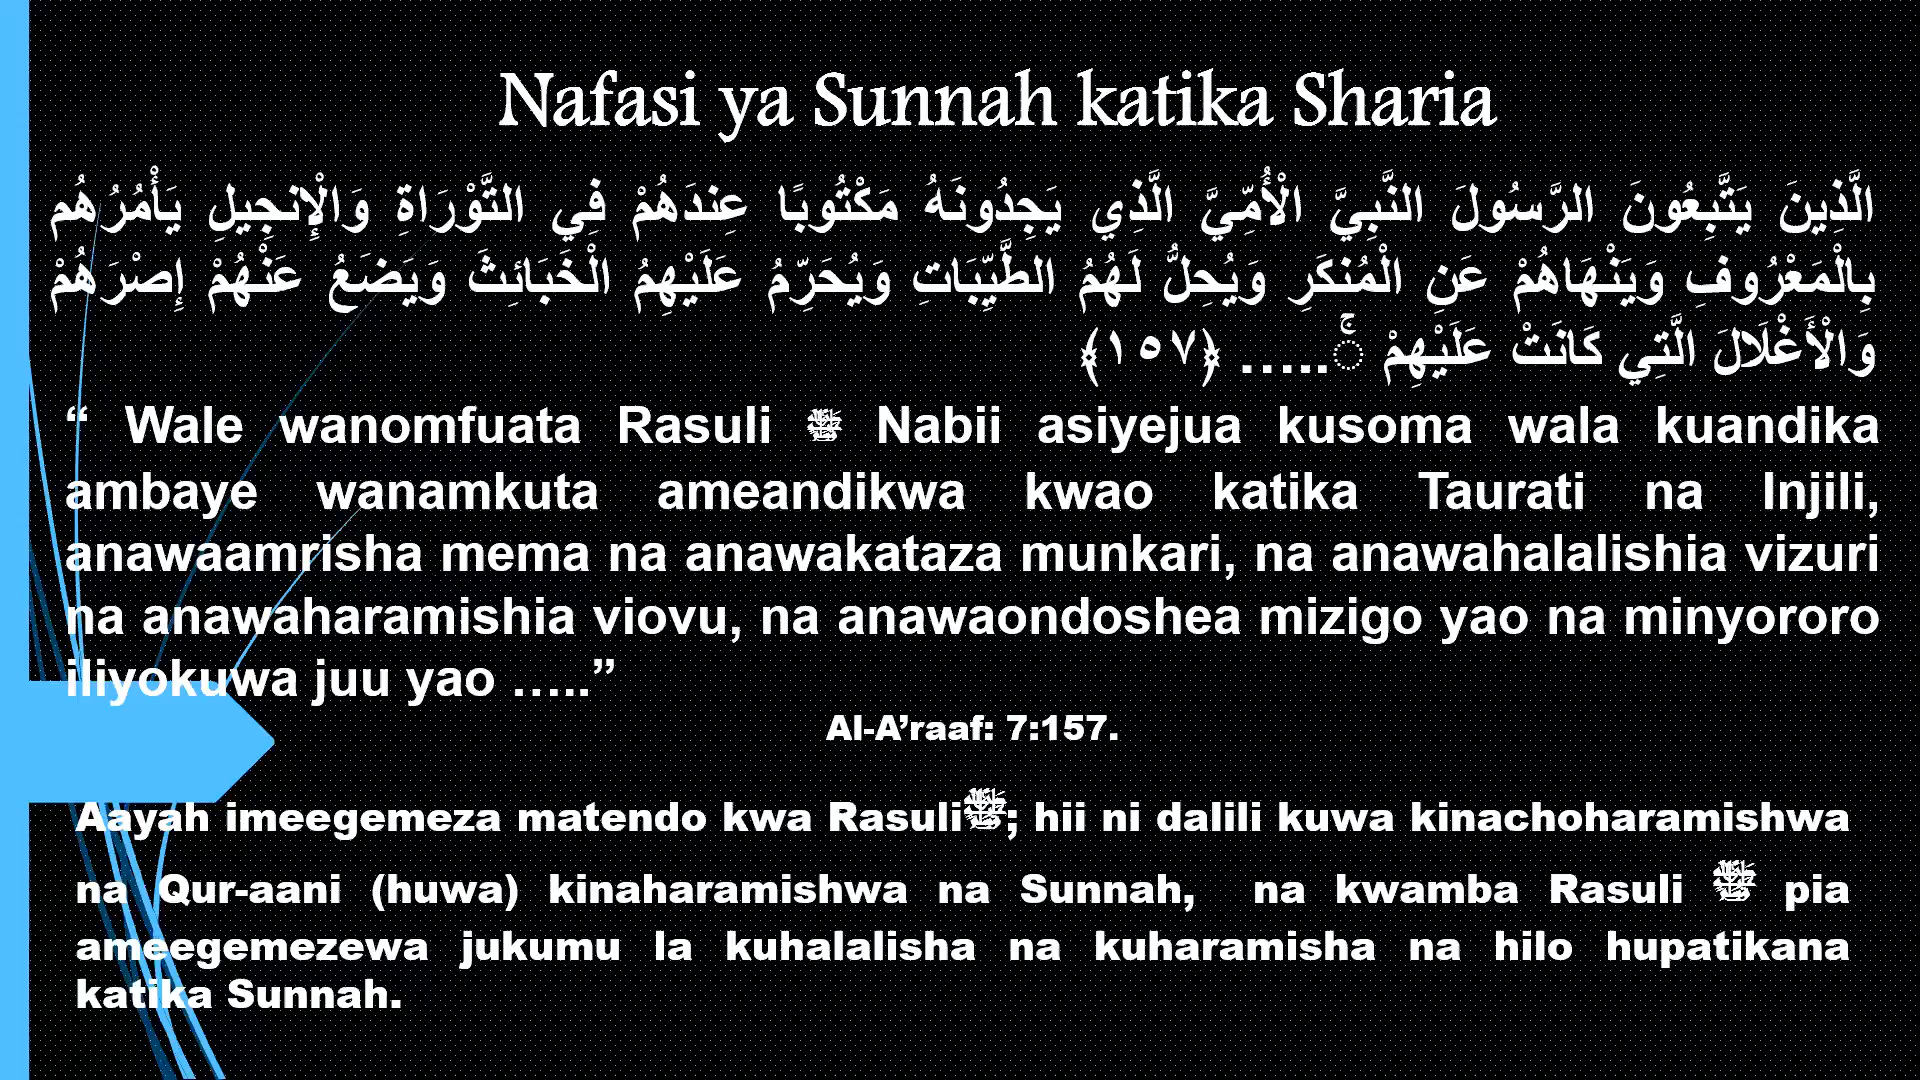 Nafasi ya Sunnah katika Sharia
الَّذِينَ يَتَّبِعُونَ الرَّسُولَ النَّبِيَّ الْأُمِّيَّ الَّذِي يَجِدُونَهُ مَكْتُوبًا عِندَهُمْ فِي التَّوْرَاةِ وَالْإِنجِيلِ يَأْمُرُهُم
بِالْمَعْرُوفِ وَيَنْهَاهُمْ عَنِ الْمُنكَرِ وَيُحِلُّ لَهُمُ الطَّيِّبَاتِ وَيُحَرِّمُ عَلَيْهِمُ الْخَبَائِثَ وَيَضَعُ عَنْهُمْ إِصْرَهُمْ
وَالْأَغْلَالَ الَّتِي كَانَتْ عَلَيْهِمْ ۚ..... ﴿١٥٧﴾
“ Wale wanomfuata Rasuli ﷺ Nabii asiyejua kusoma wala kuandika
ambaye wanamkuta ameandikwa kwao katika Taurati na Injili,
anawaamrisha mema na anawakataza munkari, na anawahalalishia vizuri
na anawaharamishia viovu, na anawaondoshea mizigo yao na minyororo
iliyokuwa juu yao …..”
Al-A’raaf: 7:157.
Aayah imeegemeza matendo kwa Rasuliﷺ; hii ni dalili kuwa kinachoharamishwa
na Qur-aani (huwa) kinaharamishwa na Sunnah, na kwamba Rasuli ﷺ pia
ameegemezewa jukumu la kuhalalisha na kuharamisha na hilo hupatikana
katika Sunnah.